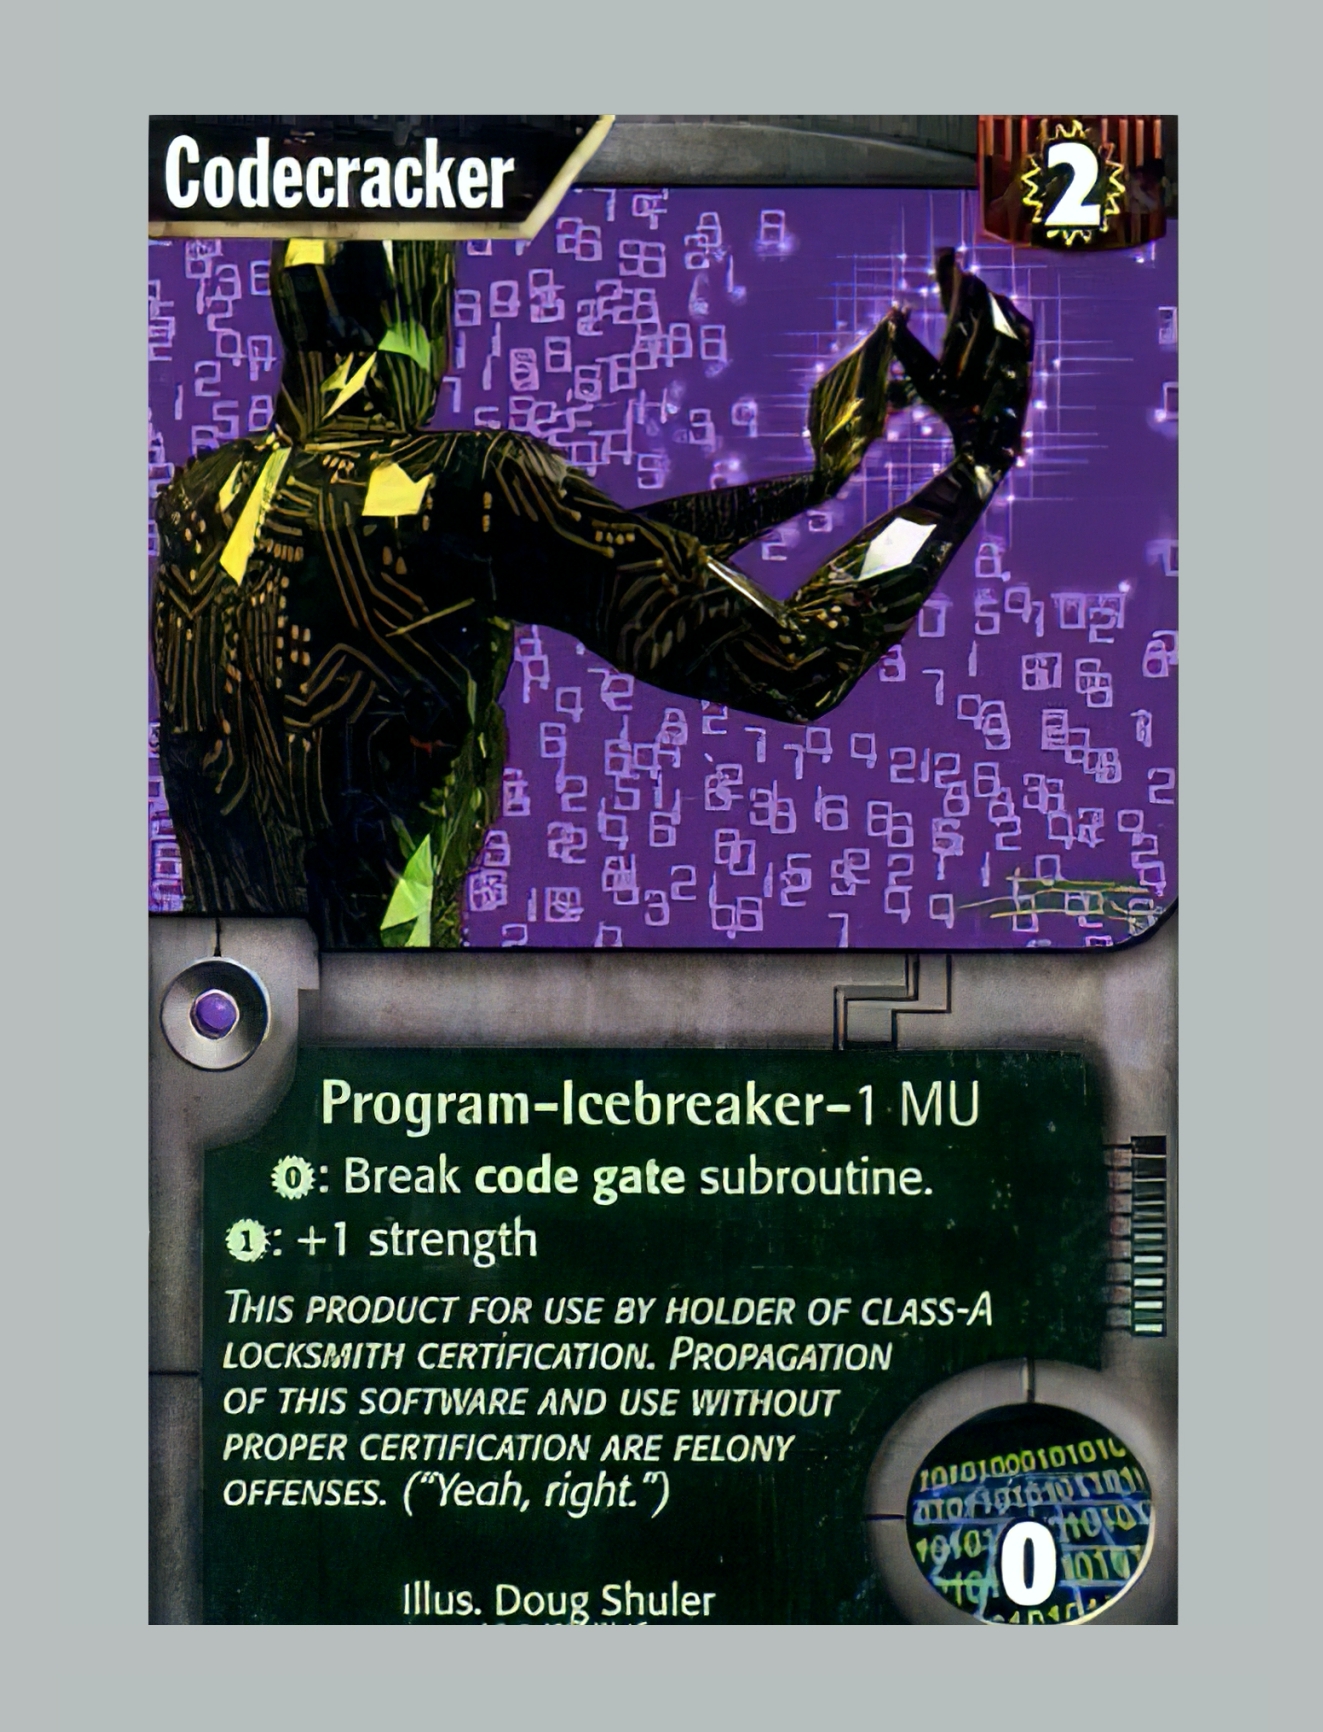 Codecracker
2
Program-Icebreaker-1 MU
0: Break code gate subroutine.
1: +1 strength
THIS PRODUCT FOR USE BY HOLDER OF CLASS-A
LOCKSMITH CERTIFICATION. PROPAGATION
OF THIS SOFTWARE AND USE WITHOUT
PROPER CERTIFICATION ARE FELONY
OFFENSES. ("Yeah, right.")
0
Illus. Doug Shuler